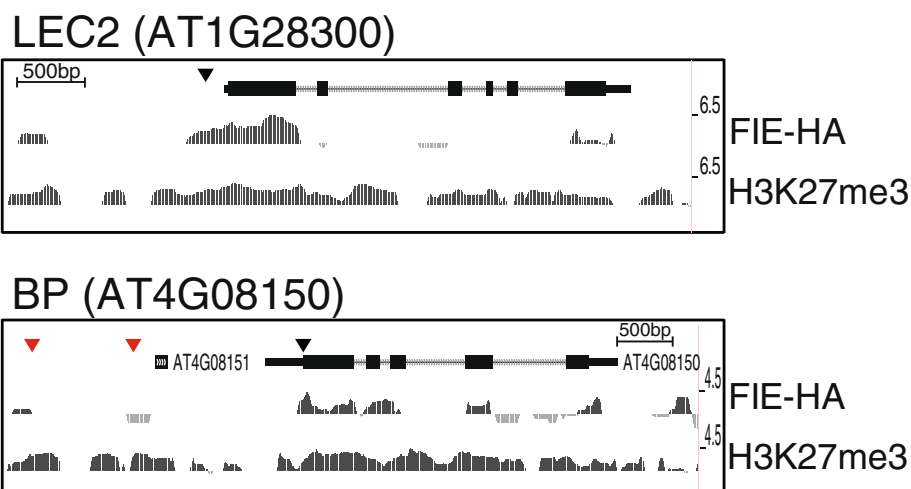 LEC2 (AT1G28300)
500bp
6.5
FIE-HA
6.5
H3K27me3
BP (AT4G08150)
500bp
AT4G08151
AT4G08150
4.5
FIE-HA
4.5
H3K27me3